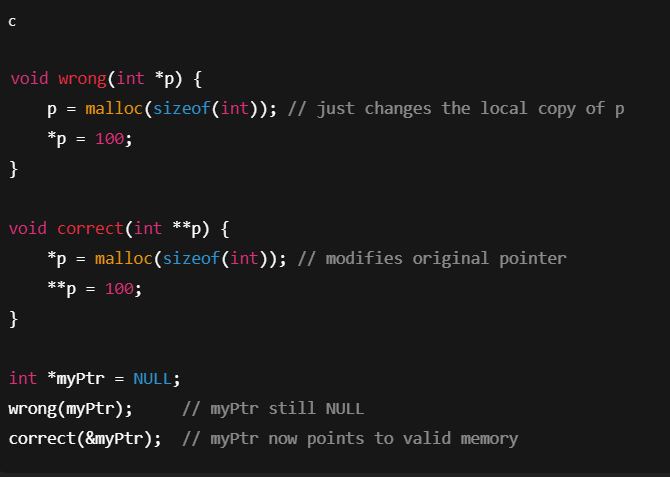 c
void wrong(int *p) {
    p = malloc(sizeof(int)); // just changes the local copy of p
    *p = 100;
}
void correct(int **p) {
    *p = malloc(sizeof(int)); // modifies original pointer
    **p = 100;
}
int *myPtr = NULL;
wrong(myPtr);     // myPtr still NULL
correct(&myPtr);  // myPtr now points to valid memory